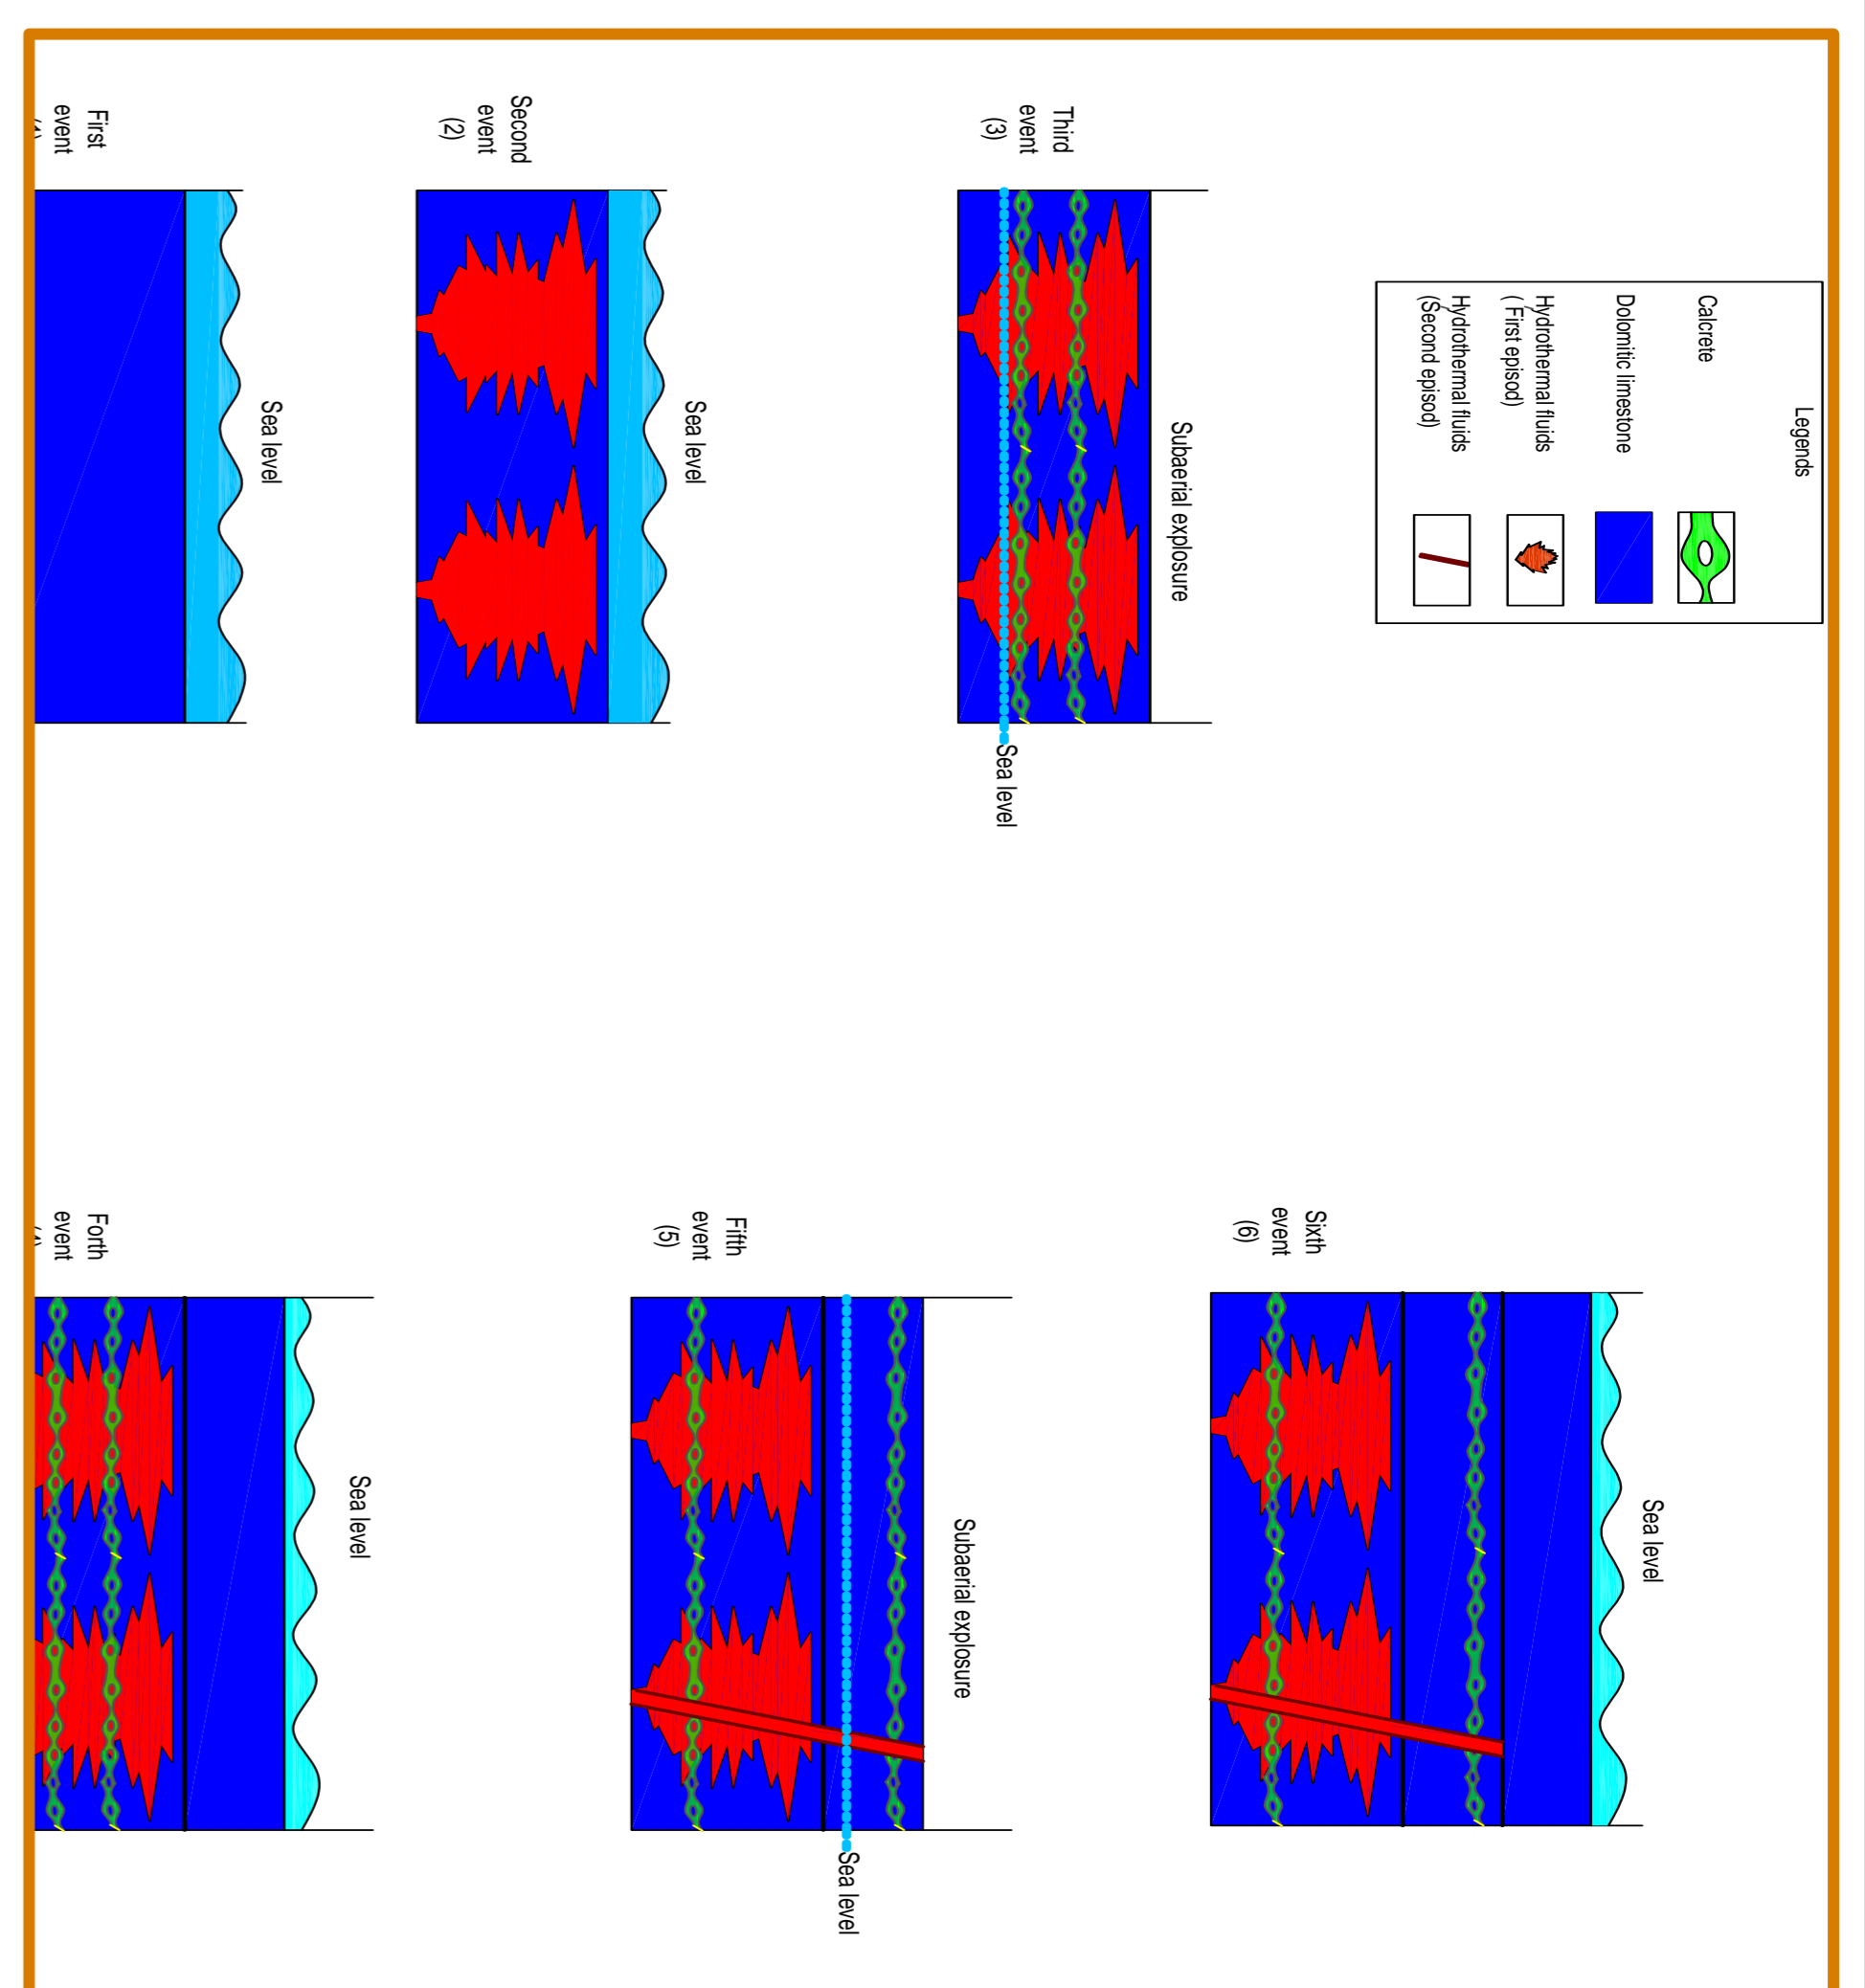 Legends
Calcrete
Dolomitic limestone
Hydrothermal fluids
( First episod)
Hydrothermal fluids
(Second episod)
Subaerial explosure
Third
event
(3)
Sea level
Sea level
Second
event
(2)
Sea level
First
event
Sea level
Sixth
event
(6)
Subaerial explosure
Sea level
Fifth
event
(5)
Sea level
Forth
event